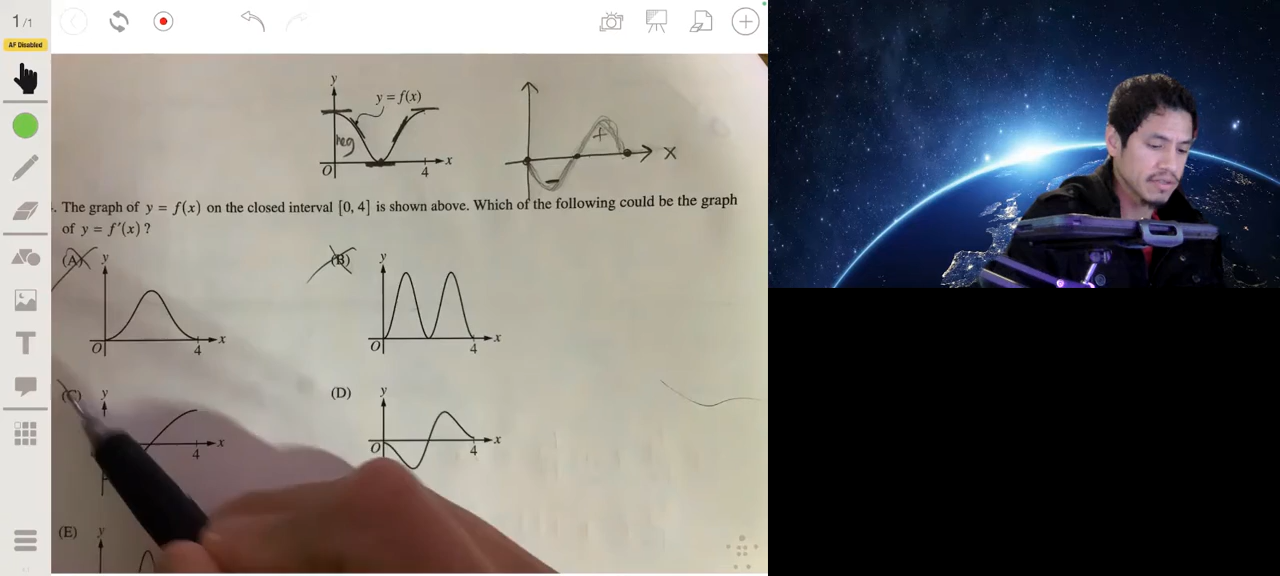 1/1
AF Disabled
T
y
y = f(x)
neg
+
O
4
x
X
. The graph of y = f(x) on the closed interval [0, 4] is shown above. Which of the following could be the graph
of y = f′(x) ?
(A)
y
O
4
x
(B)
y
O
4
x
(C)
y
4
x
(D)
y
O
4
x
(E)
y